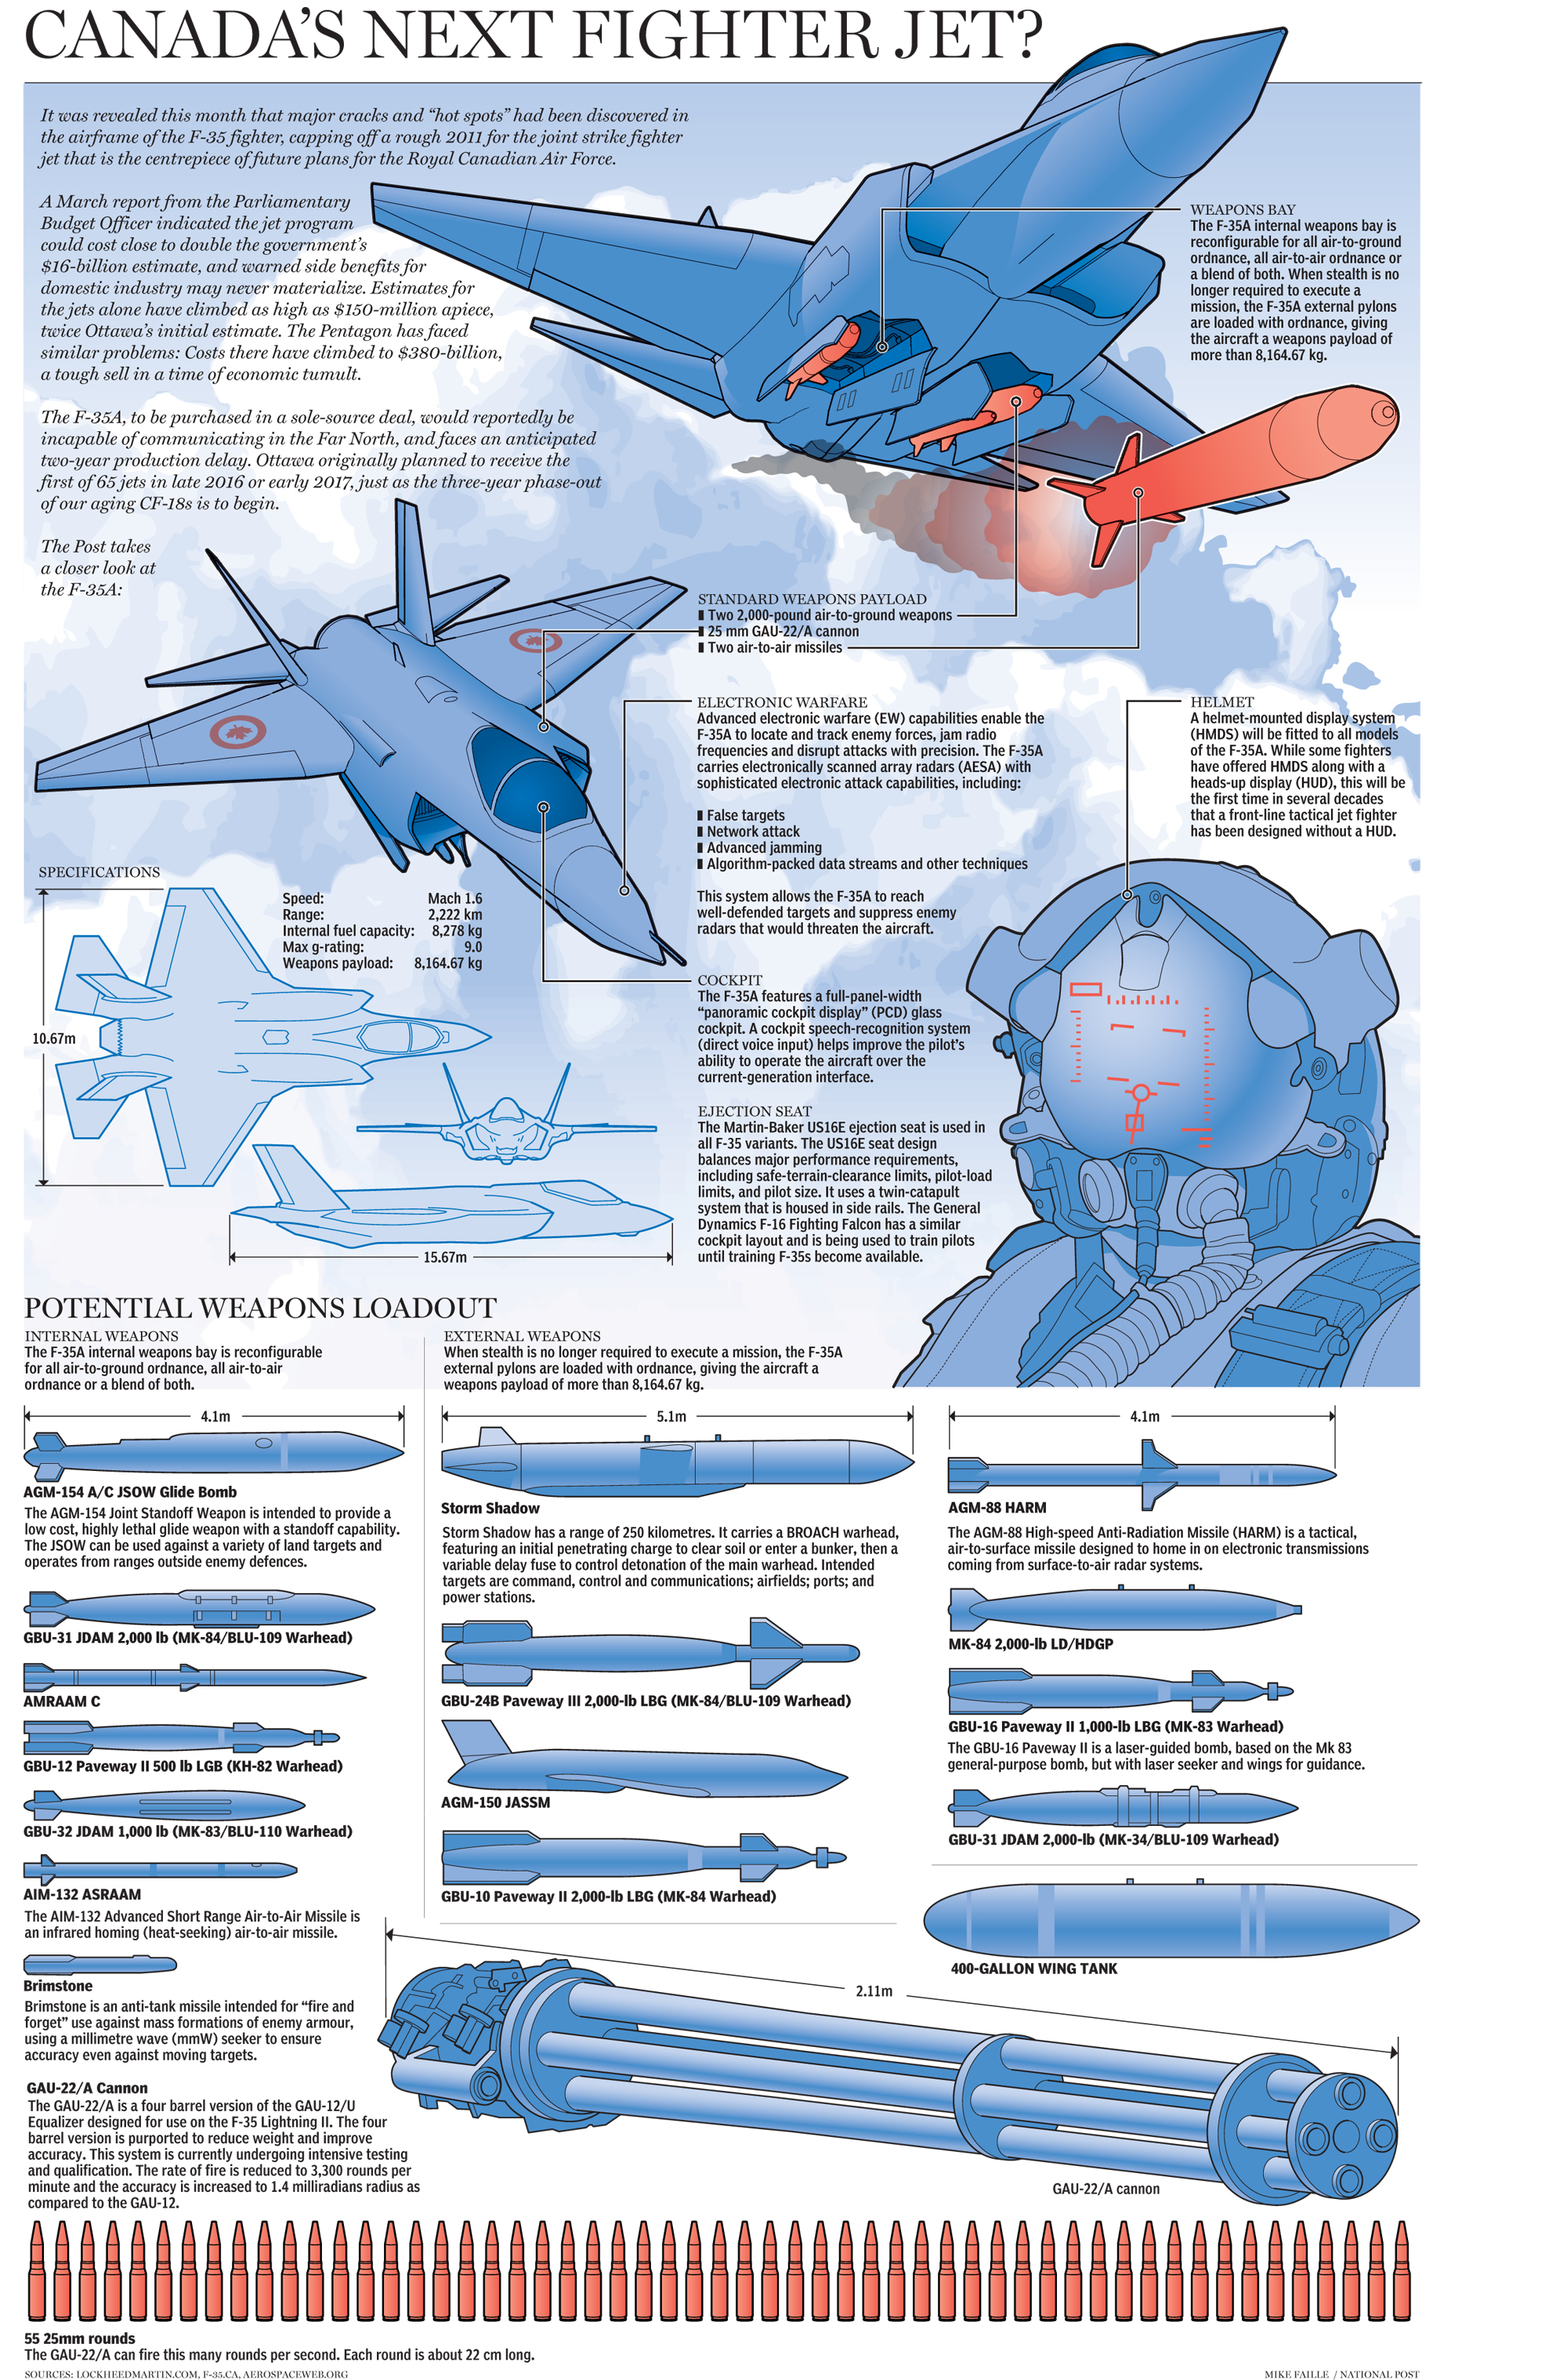 CANADA'S NEXT FIGHTER JET?
It was revealed this month that major cracks and “hot spots” had been discovered in
the airframe of the F-35 fighter, capping off a rough 2011 for the joint strike fighter
jet that is the centrepiece of future plans for the Royal Canadian Air Force.
A March report from the Parliamentary
Budget Officer indicated the jet program
could cost close to double the government’s
$16-billion estimate, and warned side benefits for
domestic industry may never materialize. Estimates for
the jets alone have climbed as high as $150-million apiece,
twice Ottawa’s initial estimate. The Pentagon has faced
similar problems: Costs there have climbed to $380-billion,
a tough sell in a time of economic tumult.
The F-35A, to be purchased in a sole-source deal, would reportedly be
incapable of communicating in the Far North, and faces an anticipated
two-year production delay. Ottawa originally planned to receive the
first of 65 jets in late 2016 or early 2017, just as the three-year phase-out
of our aging CF-18s is to begin.
The Post takes
a closer look at
the F-35A:
WEAPONS BAY
The F-35A internal weapons bay is
reconfigurable for all air-to-ground
ordnance, all air-to-air ordnance or
a blend of both. When stealth is no
longer required to execute a
mission, the F-35A external pylons
are loaded with ordnance, giving
the aircraft a weapons payload of
more than 8,164.67 kg.
STANDARD WEAPONS PAYLOAD
Two 2,000-pound air-to-ground weapons
25 mm GAU-22/A cannon
Two air-to-air missiles
ELECTRONIC WARFARE
Advanced electronic warfare (EW) capabilities enable the
F-35A to locate and track enemy forces, jam radio
frequencies and disrupt attacks with precision. The F-35A
carries electronically scanned array radars (AESA) with
sophisticated electronic attack capabilities, including:
False targets
Network attack
Advanced jamming
Algorithm-packed data streams and other techniques
This system allows the F-35A to reach
well-defended targets and suppress enemy
radars that would threaten the aircraft.
HELMET
A helmet-mounted display system
(HMDS) will be fitted to all models
of the F-35A. While some fighters
have offered HMDS along with a
heads-up display (HUD), this will be
the first time in several decades
that a front-line tactical jet fighter
has been designed without a HUD.
COCKPIT
The F-35A features a full-panel-width
“panoramic cockpit display” (PCD) glass
cockpit. A cockpit speech-recognition system
(direct voice input) helps improve the pilot’s
ability to operate the aircraft over the
current-generation interface.
EJECTION SEAT
The Martin-Baker US16E ejection seat is used in
all F-35 variants. The US16E seat design
balances major performance requirements,
including safe-terrain-clearance limits, pilot-load
limits, and pilot size. It uses a twin-catapult
system that is housed in side rails. The General
Dynamics F-16 Fighting Falcon has a similar
cockpit layout and is being used to train pilots
until training F-35s become available.
SPECIFICATIONS
Speed: Mach 1.6
Range: 2,222 km
Internal fuel capacity: 8,278 kg
Max g-rating: 9.0
Weapons payload: 8,164.67 kg
10.67m
15.67m
POTENTIAL WEAPONS LOADOUT
INTERNAL WEAPONS
The F-35A internal weapons bay is reconfigurable
for all air-to-ground ordnance, all air-to-air
ordnance or a blend of both.
4.1m
AGM-154 A/C JSOW Glide Bomb
The AGM-154 Joint Standoff Weapon is intended to provide a
low cost, highly lethal glide weapon with a standoff capability.
The JSOW can be used against a variety of land targets and
operates from ranges outside enemy defences.
GBU-31 JDAM 2,000 lb (MK-84/BLU-109 Warhead)
AMRAAM C
GBU-12 Paveway II 500 lb LGB (KH-82 Warhead)
GBU-32 JDAM 1,000 lb (MK-83/BLU-110 Warhead)
AIM-132 ASRAAM
The AIM-132 Advanced Short Range Air-to-Air Missile is
an infrared homing (heat-seeking) air-to-air missile.
Brimstone
Brimstone is an anti-tank missile intended for “fire and
forget” use against mass formations of enemy armour,
using a millimetre wave (mmW) seeker to ensure
accuracy even against moving targets.
EXTERNAL WEAPONS
When stealth is no longer required to execute a mission, the F-35A
external pylons are loaded with ordnance, giving the aircraft a
weapons payload of more than 8,164.67 kg.
5.1m
Storm Shadow
Storm Shadow has a range of 250 kilometres. It carries a BROACH warhead,
featuring an initial penetrating charge to clear soil or enter a bunker, then a
variable delay fuse to control detonation of the main warhead. Intended
targets are command, control and communications; airfields; ports; and
power stations.
GBU-24B Paveway III 2,000-lb LBG (MK-84/BLU-109 Warhead)
AGM-150 JASSM
GBU-10 Paveway II 2,000-lb LBG (MK-84 Warhead)
4.1m
AGM-88 HARM
The AGM-88 High-speed Anti-Radiation Missile (HARM) is a tactical,
air-to-surface missile designed to home in on electronic transmissions
coming from surface-to-air radar systems.
MK-84 2,000-lb LD/HDGP
GBU-16 Paveway II 1,000-lb LBG (MK-83 Warhead)
The GBU-16 Paveway II is a laser-guided bomb, based on the Mk 83
general-purpose bomb, but with laser seeker and wings for guidance.
GBU-31 JDAM 2,000-lb (MK-34/BLU-109 Warhead)
400-GALLON WING TANK
GAU-22/A Cannon
The GAU-22/A is a four barrel version of the GAU-12/U
Equalizer designed for use on the F-35 Lightning II. The four
barrel version is purported to reduce weight and improve
accuracy. This system is currently undergoing intensive testing
and qualification. The rate of fire is reduced to 3,300 rounds per
minute and the accuracy is increased to 1.4 milliradians radius as
compared to the GAU-12.
2.11m
GAU-22/A cannon
55 25mm rounds
The GAU-22/A can fire this many rounds per second. Each round is about 22 cm long.
SOURCES: LOCKHEEDMARTIN.COM, F-35.CA, AEROSPACEWEB.ORG
MIKE FAILLE / NATIONAL POST